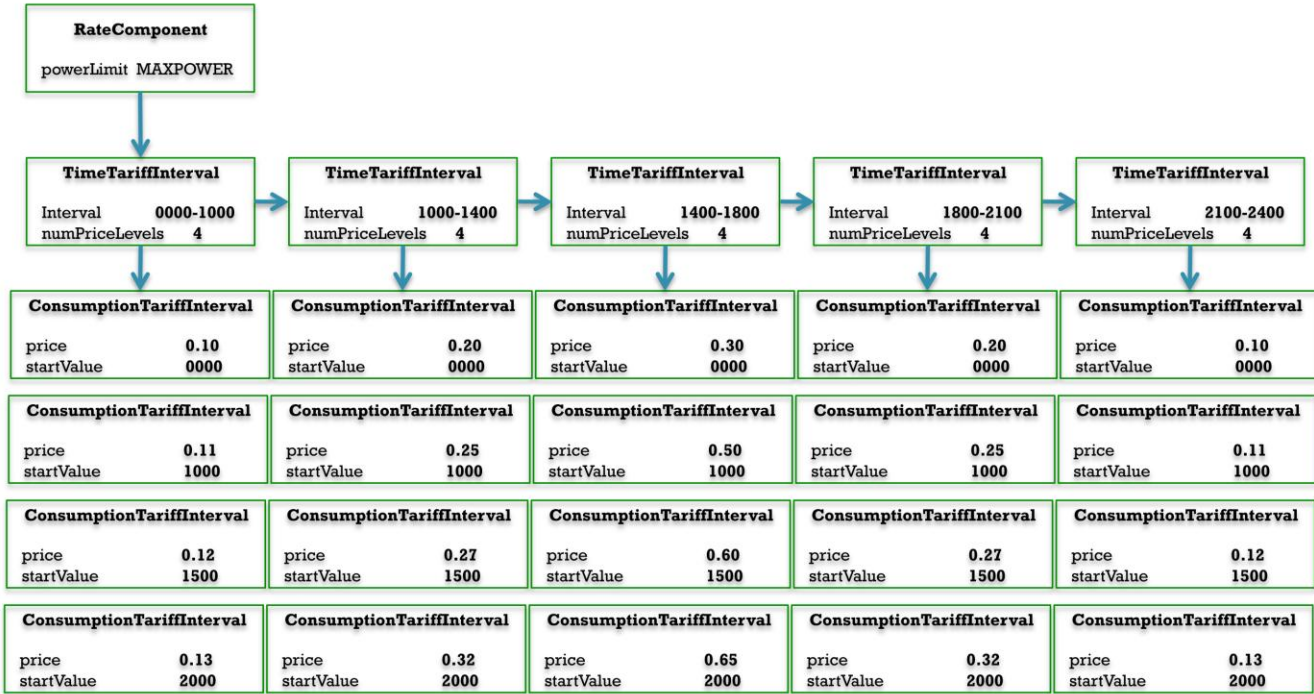 RateComponent
powerLimit MAXPOWER
TimeTariffInterval TimeTariffInterval TimeTariffInterval TimeTariffInterval TimeTariffInterval
Interval 0000-1000 Interval 1000-1400 Interval 1400-1800 Interval 1800-2100 Interval 2100-2400
numPriceLevels 4 numPriceLevels 4 numPriceLevels 4 numPriceLevels 4 numPriceLevels 4
ConsumptionTariffInterval ConsumptionTariffInterval ConsumptionTariffInterval ConsumptionTariffInterval ConsumptionTariffInterval
price 0.10 price 0.20 price 0.30 price 0.20 price 0.10
startValue 0000 startValue 0000 startValue 0000 startValue 0000 startValue 0000
ConsumptionTariffInterval ConsumptionTariffInterval ConsumptionTariffInterval ConsumptionTariffInterval ConsumptionTariffInterval
price 0.11 price 0.25 price 0.50 price 0.25 price 0.11
startValue 1000 startValue 1000 startValue 1000 startValue 1000 startValue 1000
ConsumptionTariffInterval ConsumptionTariffInterval ConsumptionTariffInterval ConsumptionTariffInterval ConsumptionTariffInterval
price 0.12 price 0.27 price 0.60 price 0.27 price 0.12
startValue 1500 startValue 1500 startValue 1500 startValue 1500 startValue 1500
ConsumptionTariffInterval ConsumptionTariffInterval ConsumptionTariffInterval ConsumptionTariffInterval ConsumptionTariffInterval
price 0.13 price 0.32 price 0.65 price 0.32 price 0.13
startValue 2000 startValue 2000 startValue 2000 startValue 2000 startValue 2000